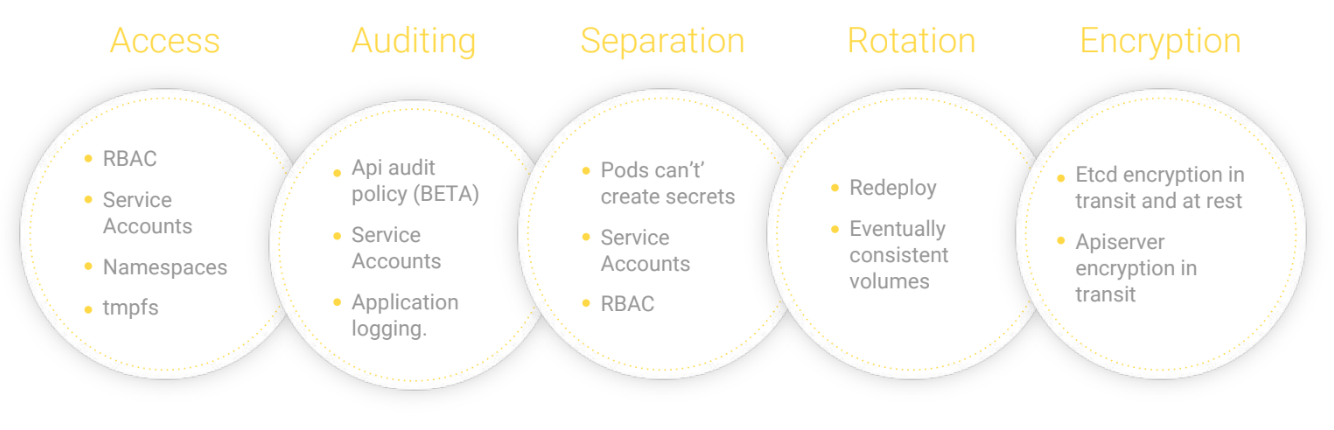 Access
Auditing
Separation
Rotation
Encryption
RBAC
Service
Accounts
Namespaces
tmpfs
Api audit
policy (BETA)
Service
Accounts
Application
logging.
Pods can’t’
create secrets
Service
Accounts
RBAC
Redeploy
Eventually
consistent
volumes
Etcd encryption in
transit and at rest
Apiserver
encryption in
transit